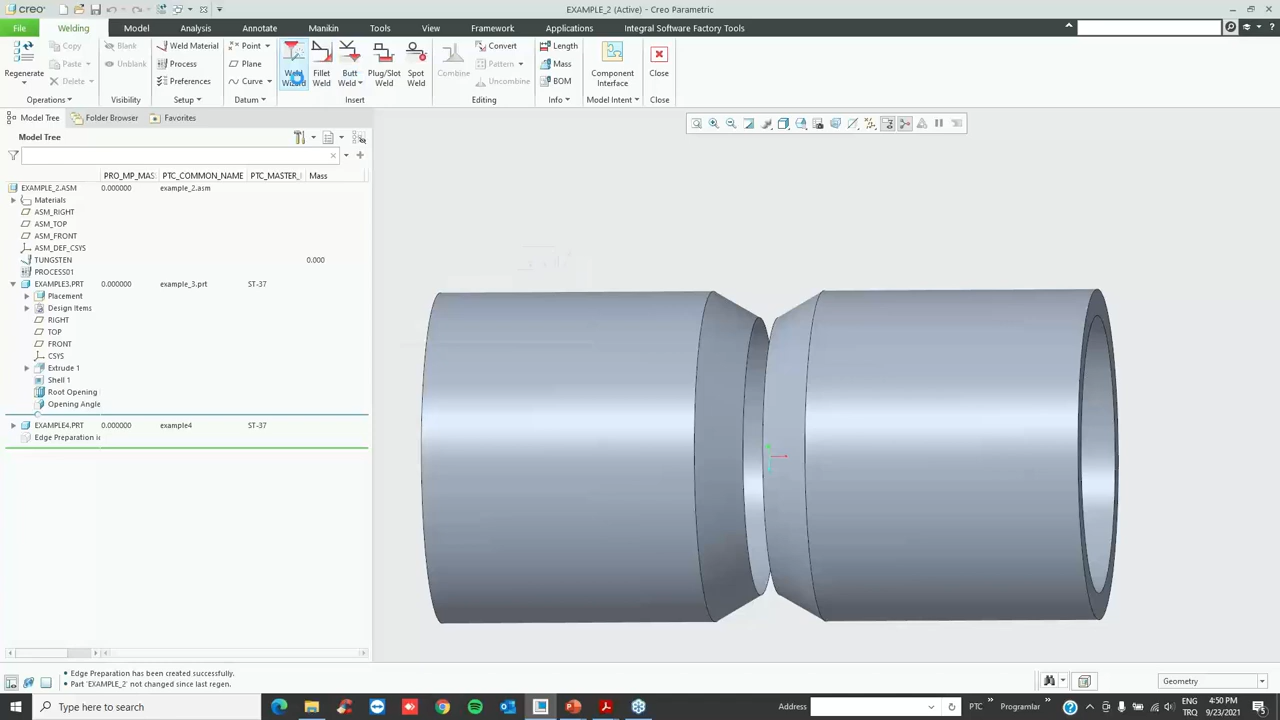 creo
EXAMPLE_2 (Active) - Creo Parametric
File Welding Model Analysis Annotate Manikin Tools View Framework Applications Integral Software Factory Tools
Regenerate
Copy
Paste
Delete
Operations
Blank
Unblank
Visibility
Weld Material
Process
Preferences
Setup
Point
Plane
Curve
Datum
Weld Wizard
Fillet Weld
Butt Weld
Plug/Slot Weld
Spot Weld
Insert
Combine
Convert
Pattern
Uncombine
Editing
Length
Mass
BOM
Info
Component Interface
Model Intent
Close
Close
Model Tree Folder Browser Favorites
Model Tree
PRO_MP_MAS PTC_COMMON_NAME PTC_MASTER_I Mass
EXAMPLE_2.ASM 0.000000 example_2.asm
Materials
ASM_RIGHT
ASM_TOP
ASM_FRONT
ASM_DEF_CSYS
TUNGSTEN 0.000
PROCESS01
EXAMPLE3.PRT 0.000000 example_3.prt ST-37
Placement
Design Items
RIGHT
TOP
FRONT
CSYS
Extrude 1
Shell 1
Root Opening
Opening Angle
EXAMPLE4.PRT 0.000000 example4 ST-37
Edge Preparation i
• Edge Preparation has been created successfully.
• Part 'EXAMPLE_2' not changed since last regen.
Geometry
Type here to search
Address
PTC
Programlar
ENG
TRQ
4:50 PM
9/23/2021